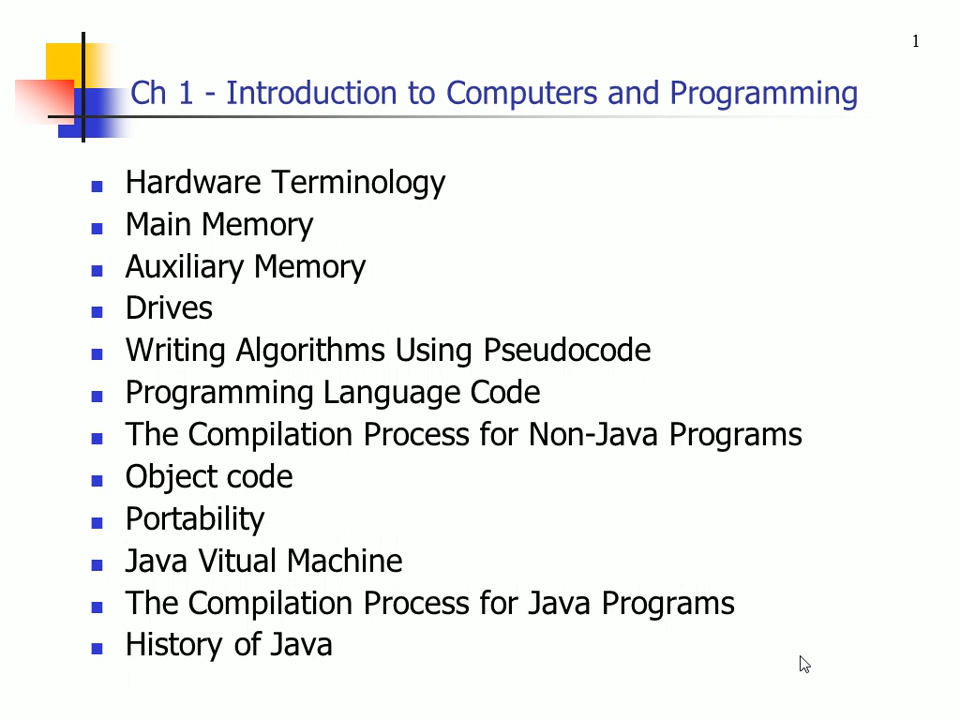 1
Ch 1 - Introduction to Computers and Programming
Hardware Terminology
Main Memory
Auxiliary Memory
Drives
Writing Algorithms Using Pseudocode
Programming Language Code
The Compilation Process for Non-Java Programs
Object code
Portability
Java Vitual Machine
The Compilation Process for Java Programs
History of Java